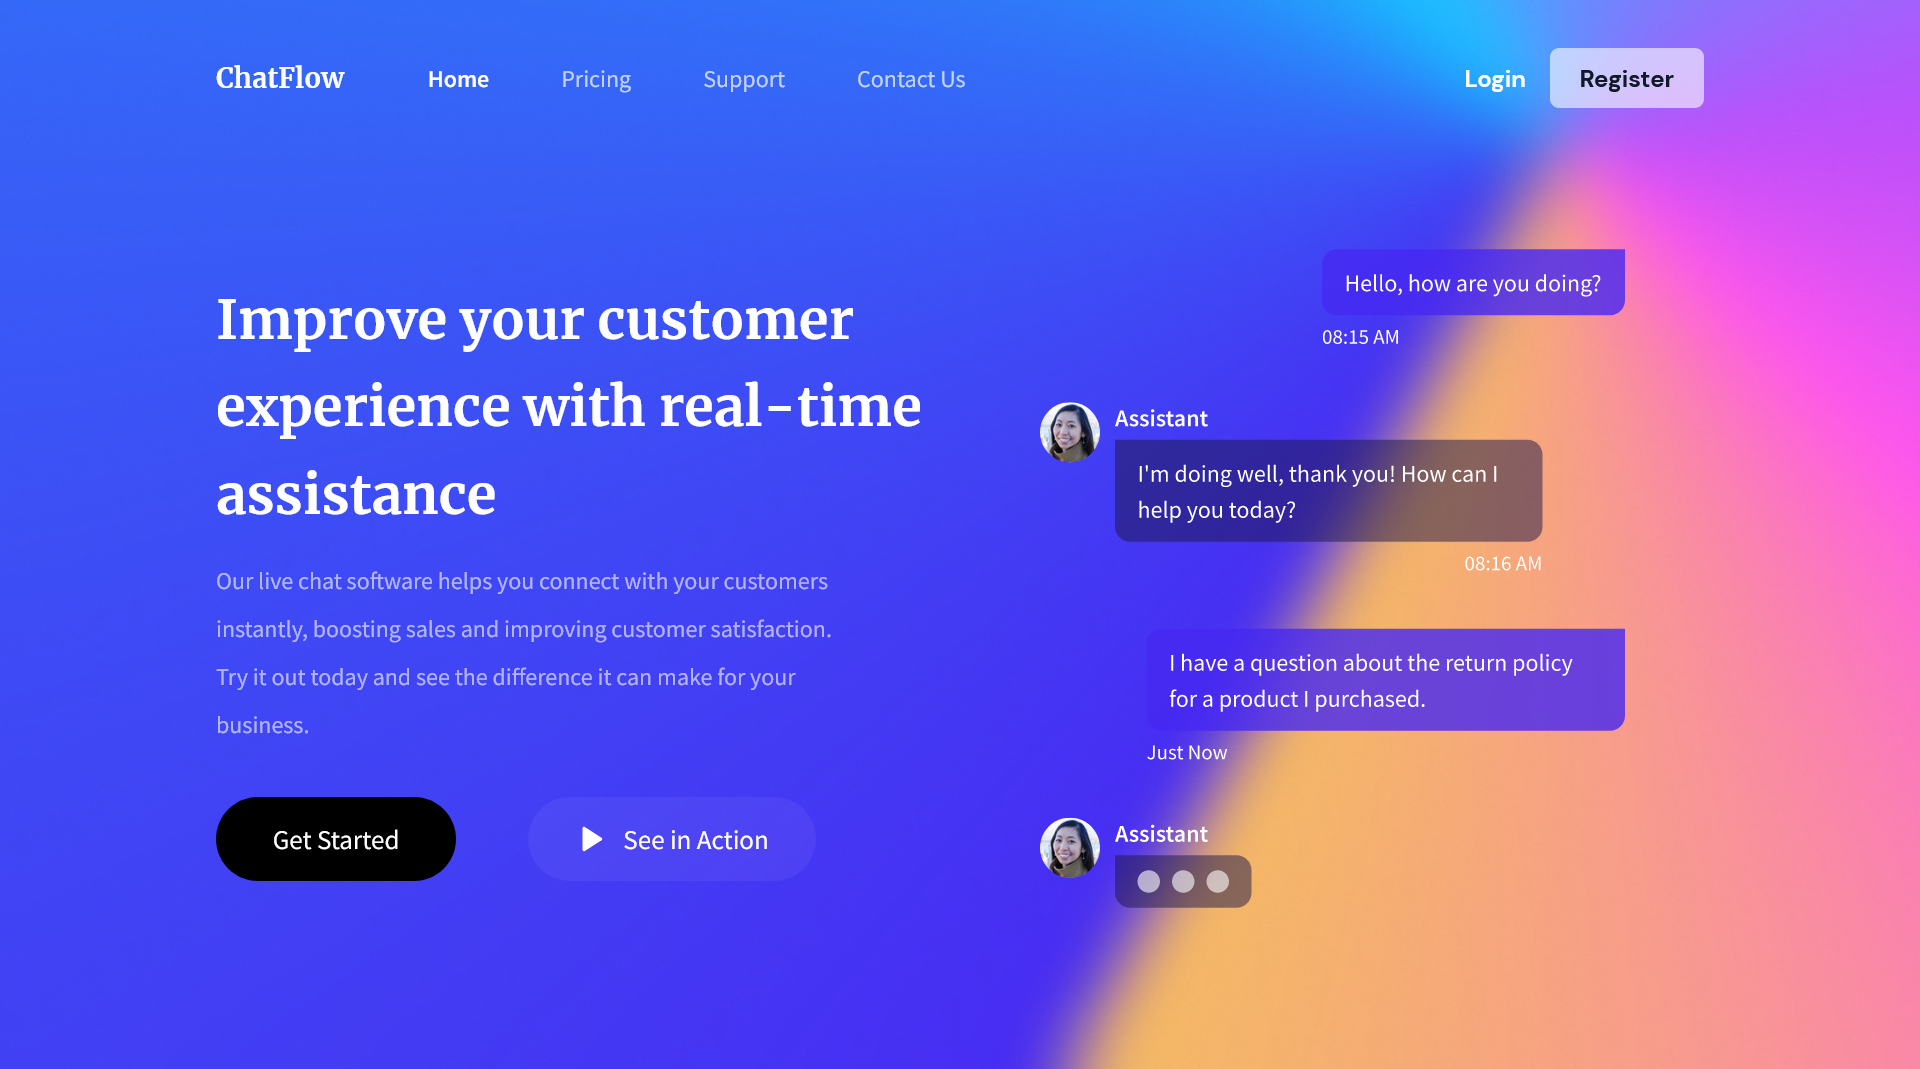 ChatFlow
Home
Pricing
Support
Contact Us
Login
Register
Improve your customer
experience with real-time
assistance
Our live chat software helps you connect with your customers
instantly, boosting sales and improving customer satisfaction.
Try it out today and see the difference it can make for your
business.
Get Started
See in Action
Hello, how are you doing?
08:15 AM
Assistant
I'm doing well, thank you! How can I
help you today?
08:16 AM
I have a question about the return policy
for a product I purchased.
Just Now
Assistant